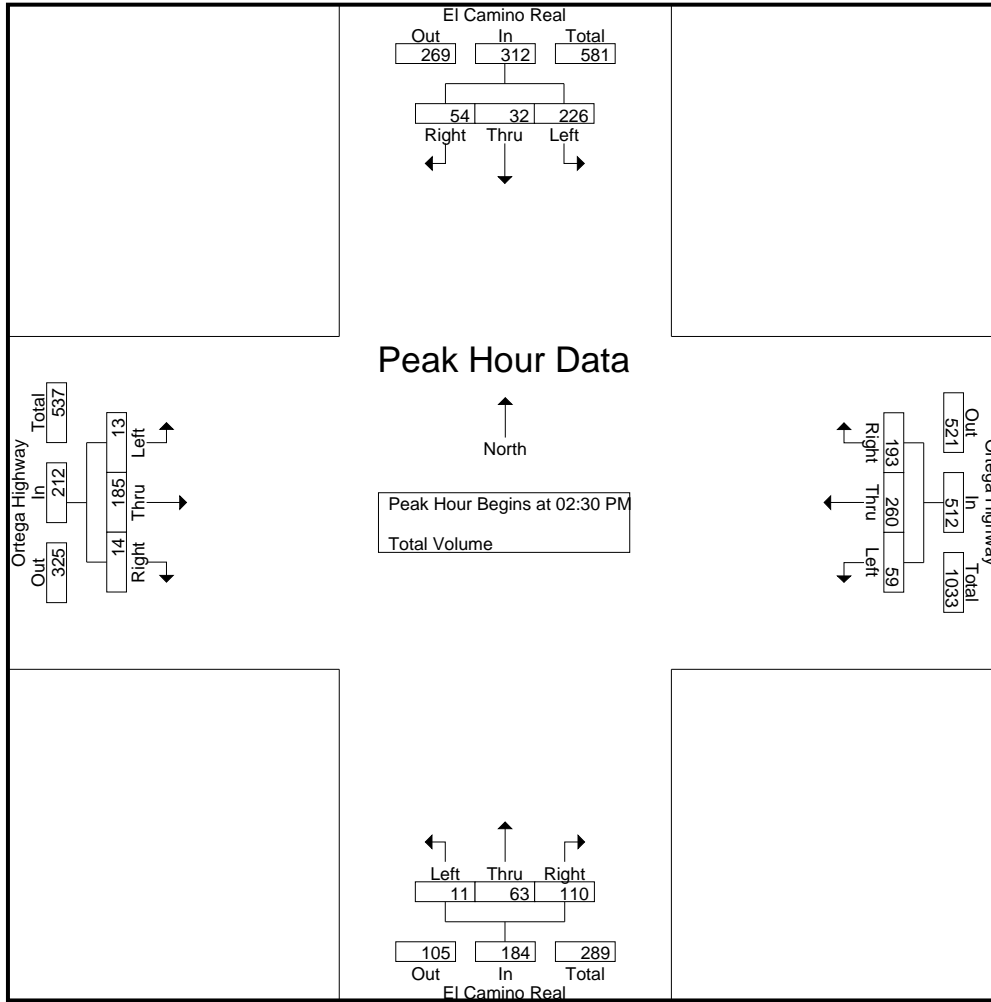 El Camino Real
Out In Total
269 312 581
54 32 226
Right Thru Left
Peak Hour Data
North
Peak Hour Begins at 02:30 PM
Total Volume
Ortega Highway
Total In Out
537 212 325
13 185 14
Left Thru Right
Ortega Highway
Out In Total
521 512 1033
193 260 59
Right Thru Left
Left Thru Right
11 63 110
105 184 289
Out In Total
El Camino Real